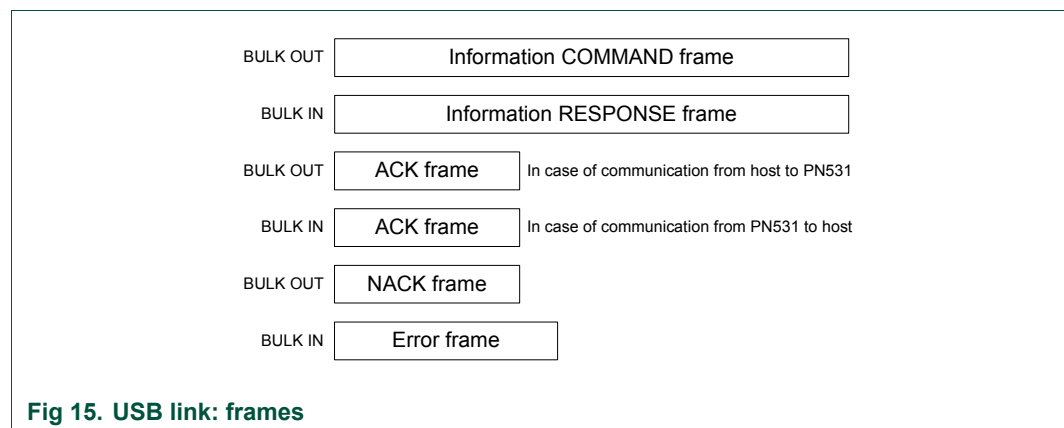 BULK OUT Information COMMAND frame
BULK IN Information RESPONSE frame
BULK OUT ACK frame In case of communication from host to PN531
BULK IN ACK frame In case of communication from PN531 to host
BULK OUT NACK frame
BULK IN Error frame
Fig 15. USB link: frames